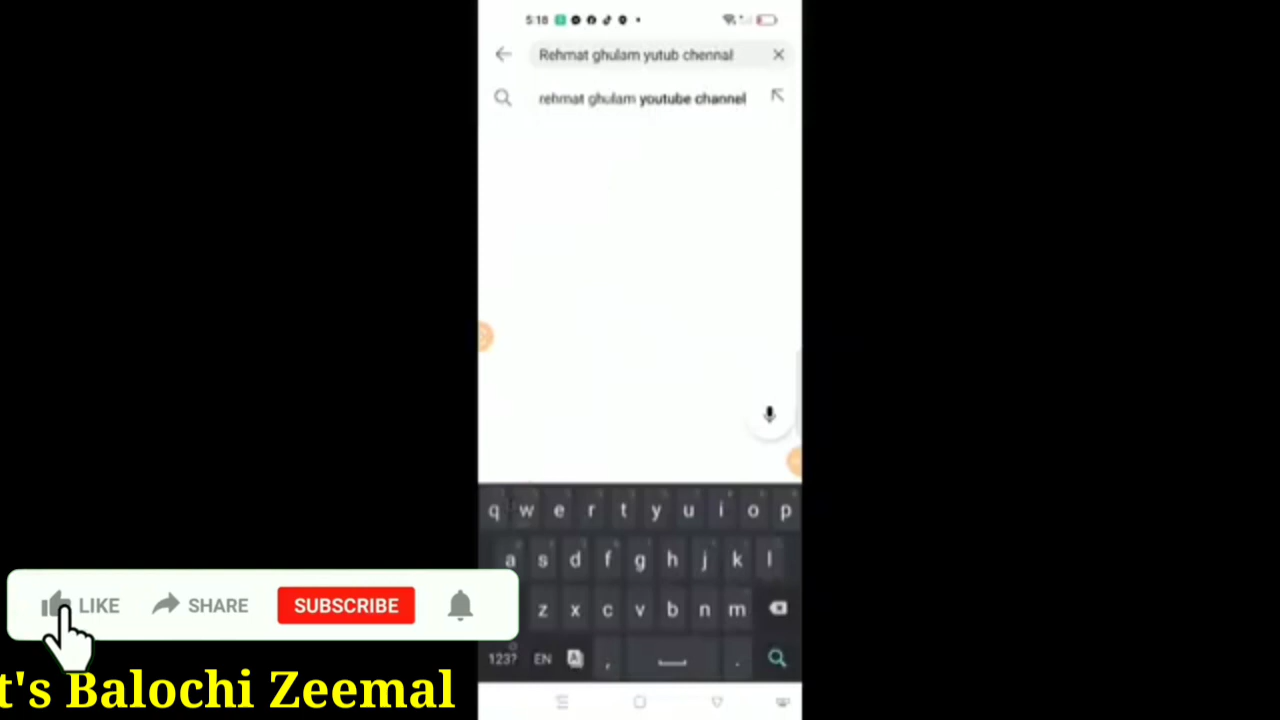 5:18
Rehmat ghulam yutub chennal
rehmat ghulam youtube channel
q w e r t y u i o p
a s d f g h j k l
z x c v b n m
123? EN , .
LIKE SHARE SUBSCRIBE
t's Balochi Zeemal